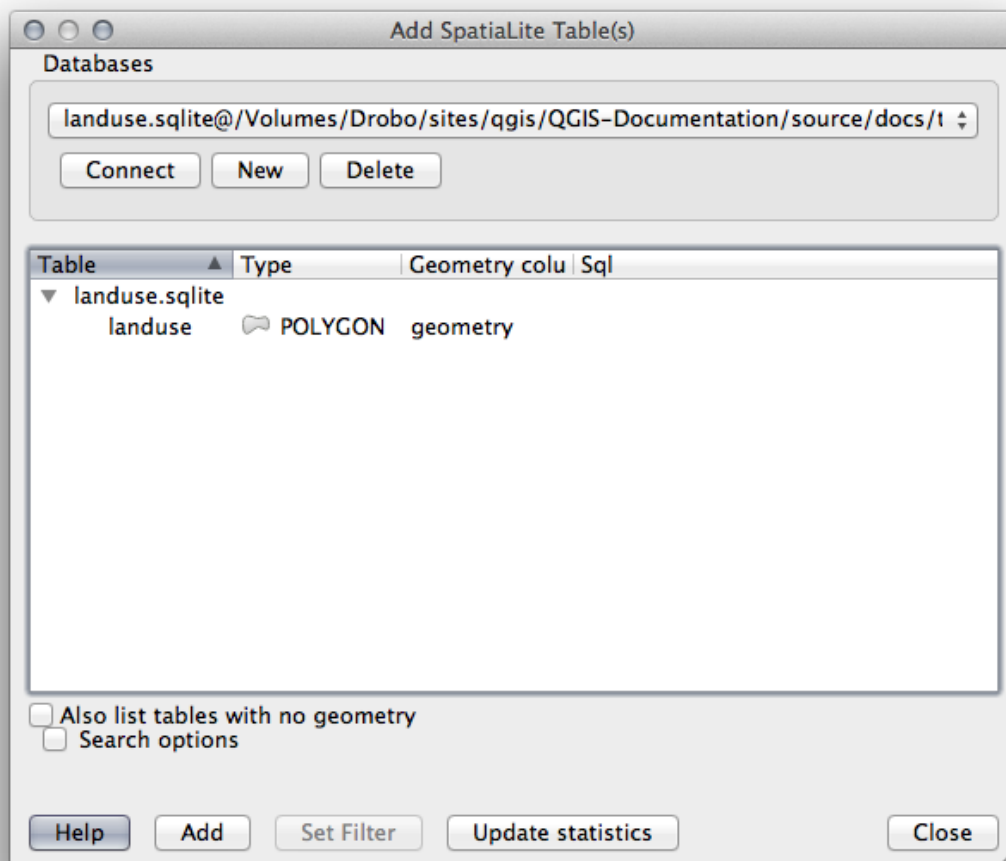 Add SpatiaLite Table(s)
Databases
landuse.sqlite@/Volumes/Drobo/sites/qgis/QGIS-Documentation/source/docs/t
Connect New Delete
Table Type Geometry colu Sql
landuse.sqlite
landuse POLYGON geometry
Also list tables with no geometry
Search options
Help Add Set Filter Update statistics Close